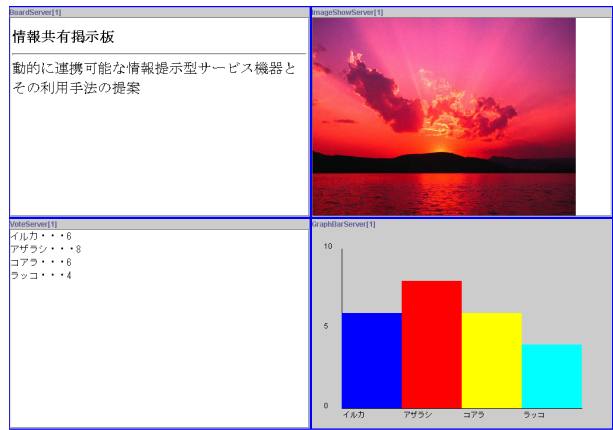 BoardServer[1]
情報共有掲示板
動的に連携可能な情報提示型サービス機器と
その利用手法の提案
ImageShowServer[1]
VoteServer[1]
イルカ・・・6
アザラシ・・・8
コアラ・・・6
ラッコ・・・4
GraphBarServer[1]
10
5
0
イルカ アザラシ コアラ ラッコ